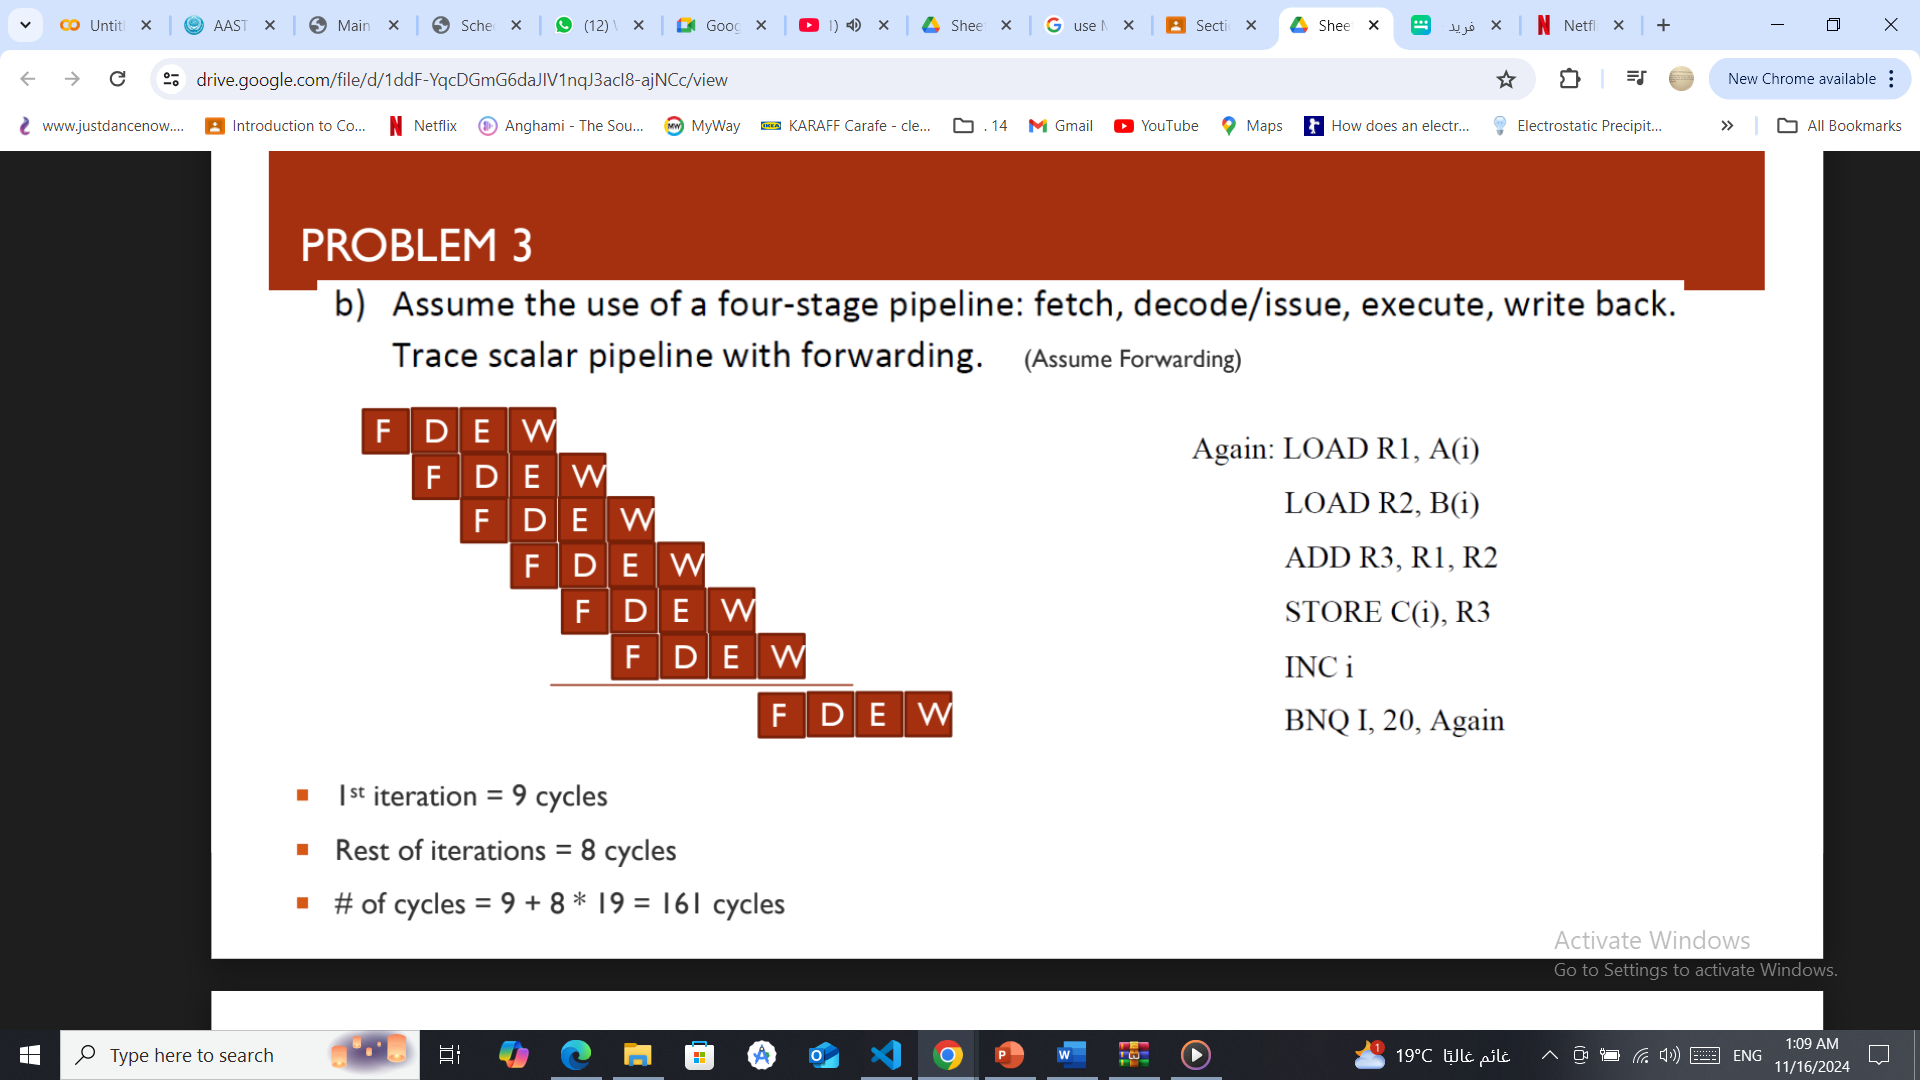 Untit
AAST
Main
Sche
(12)
Goog
Shee
use
Secti
Shee
فريد
Netfl
drive.google.com/file/d/1ddF-YqcDGmG6daJIV1nqJ3acI8-ajNCc/view
New Chrome available
www.justdancenow....
Introduction to Co...
Netflix
Anghami - The Sou...
MyWay
KARAFF Carafe - cle...
. 14
Gmail
YouTube
Maps
How does an electr...
Electrostatic Precipit...
All Bookmarks
PROBLEM 3
b) Assume the use of a four-stage pipeline: fetch, decode/issue, execute, write back.
Trace scalar pipeline with forwarding. (Assume Forwarding)
F D E W
F D E W
F D E W
F D E W
F D E W
F D E W
F D E W
Again: LOAD R1, A(i)
LOAD R2, B(i)
ADD R3, R1, R2
STORE C(i), R3
INC i
BNQ I, 20, Again
1st iteration = 9 cycles
Rest of iterations = 8 cycles
# of cycles = 9 + 8 * 19 = 161 cycles
Activate Windows
Go to Settings to activate Windows.
Type here to search
1
19°C غائم غالبًا
ENG
1:09 AM
11/16/2024